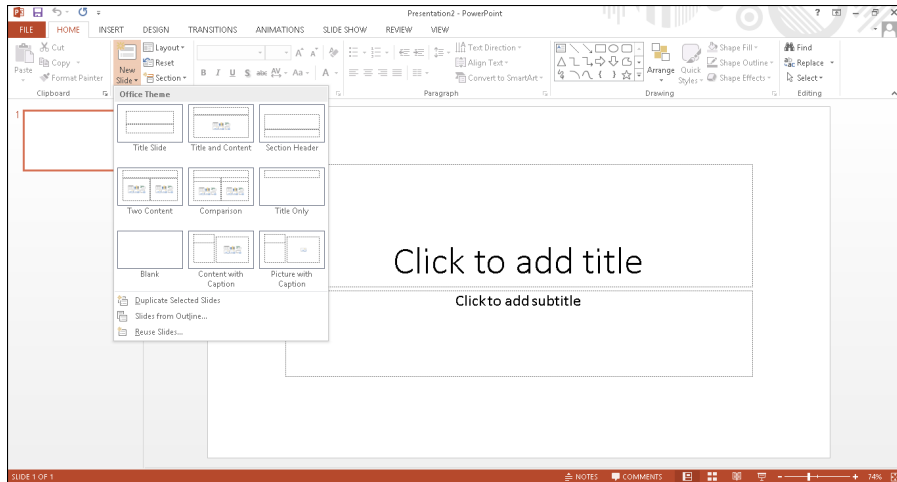 Presentation2 - PowerPoint
FILE HOME INSERT DESIGN TRANSITIONS ANIMATIONS SLIDE SHOW REVIEW VIEW
Paste
Cut
Copy
Format Painter
Clipboard
New
Slide
Layout
Reset
Section
B I U S abc AV Aa A
Paragraph
Text Direction
Align Text
Convert to SmartArt
Arrange
Quick
Styles
Shape Fill
Shape Outline
Shape Effects
Drawing
Find
Replace
Select
Editing
Office Theme
Title Slide
Title and Content
Section Header
Two Content
Comparison
Title Only
Blank
Content with
Caption
Picture with
Caption
Duplicate Selected Slides
Slides from Outline...
Reuse Slides...
1
Click to add title
Click to add subtitle
SLIDE 1 OF 1
NOTES
COMMENTS
74%